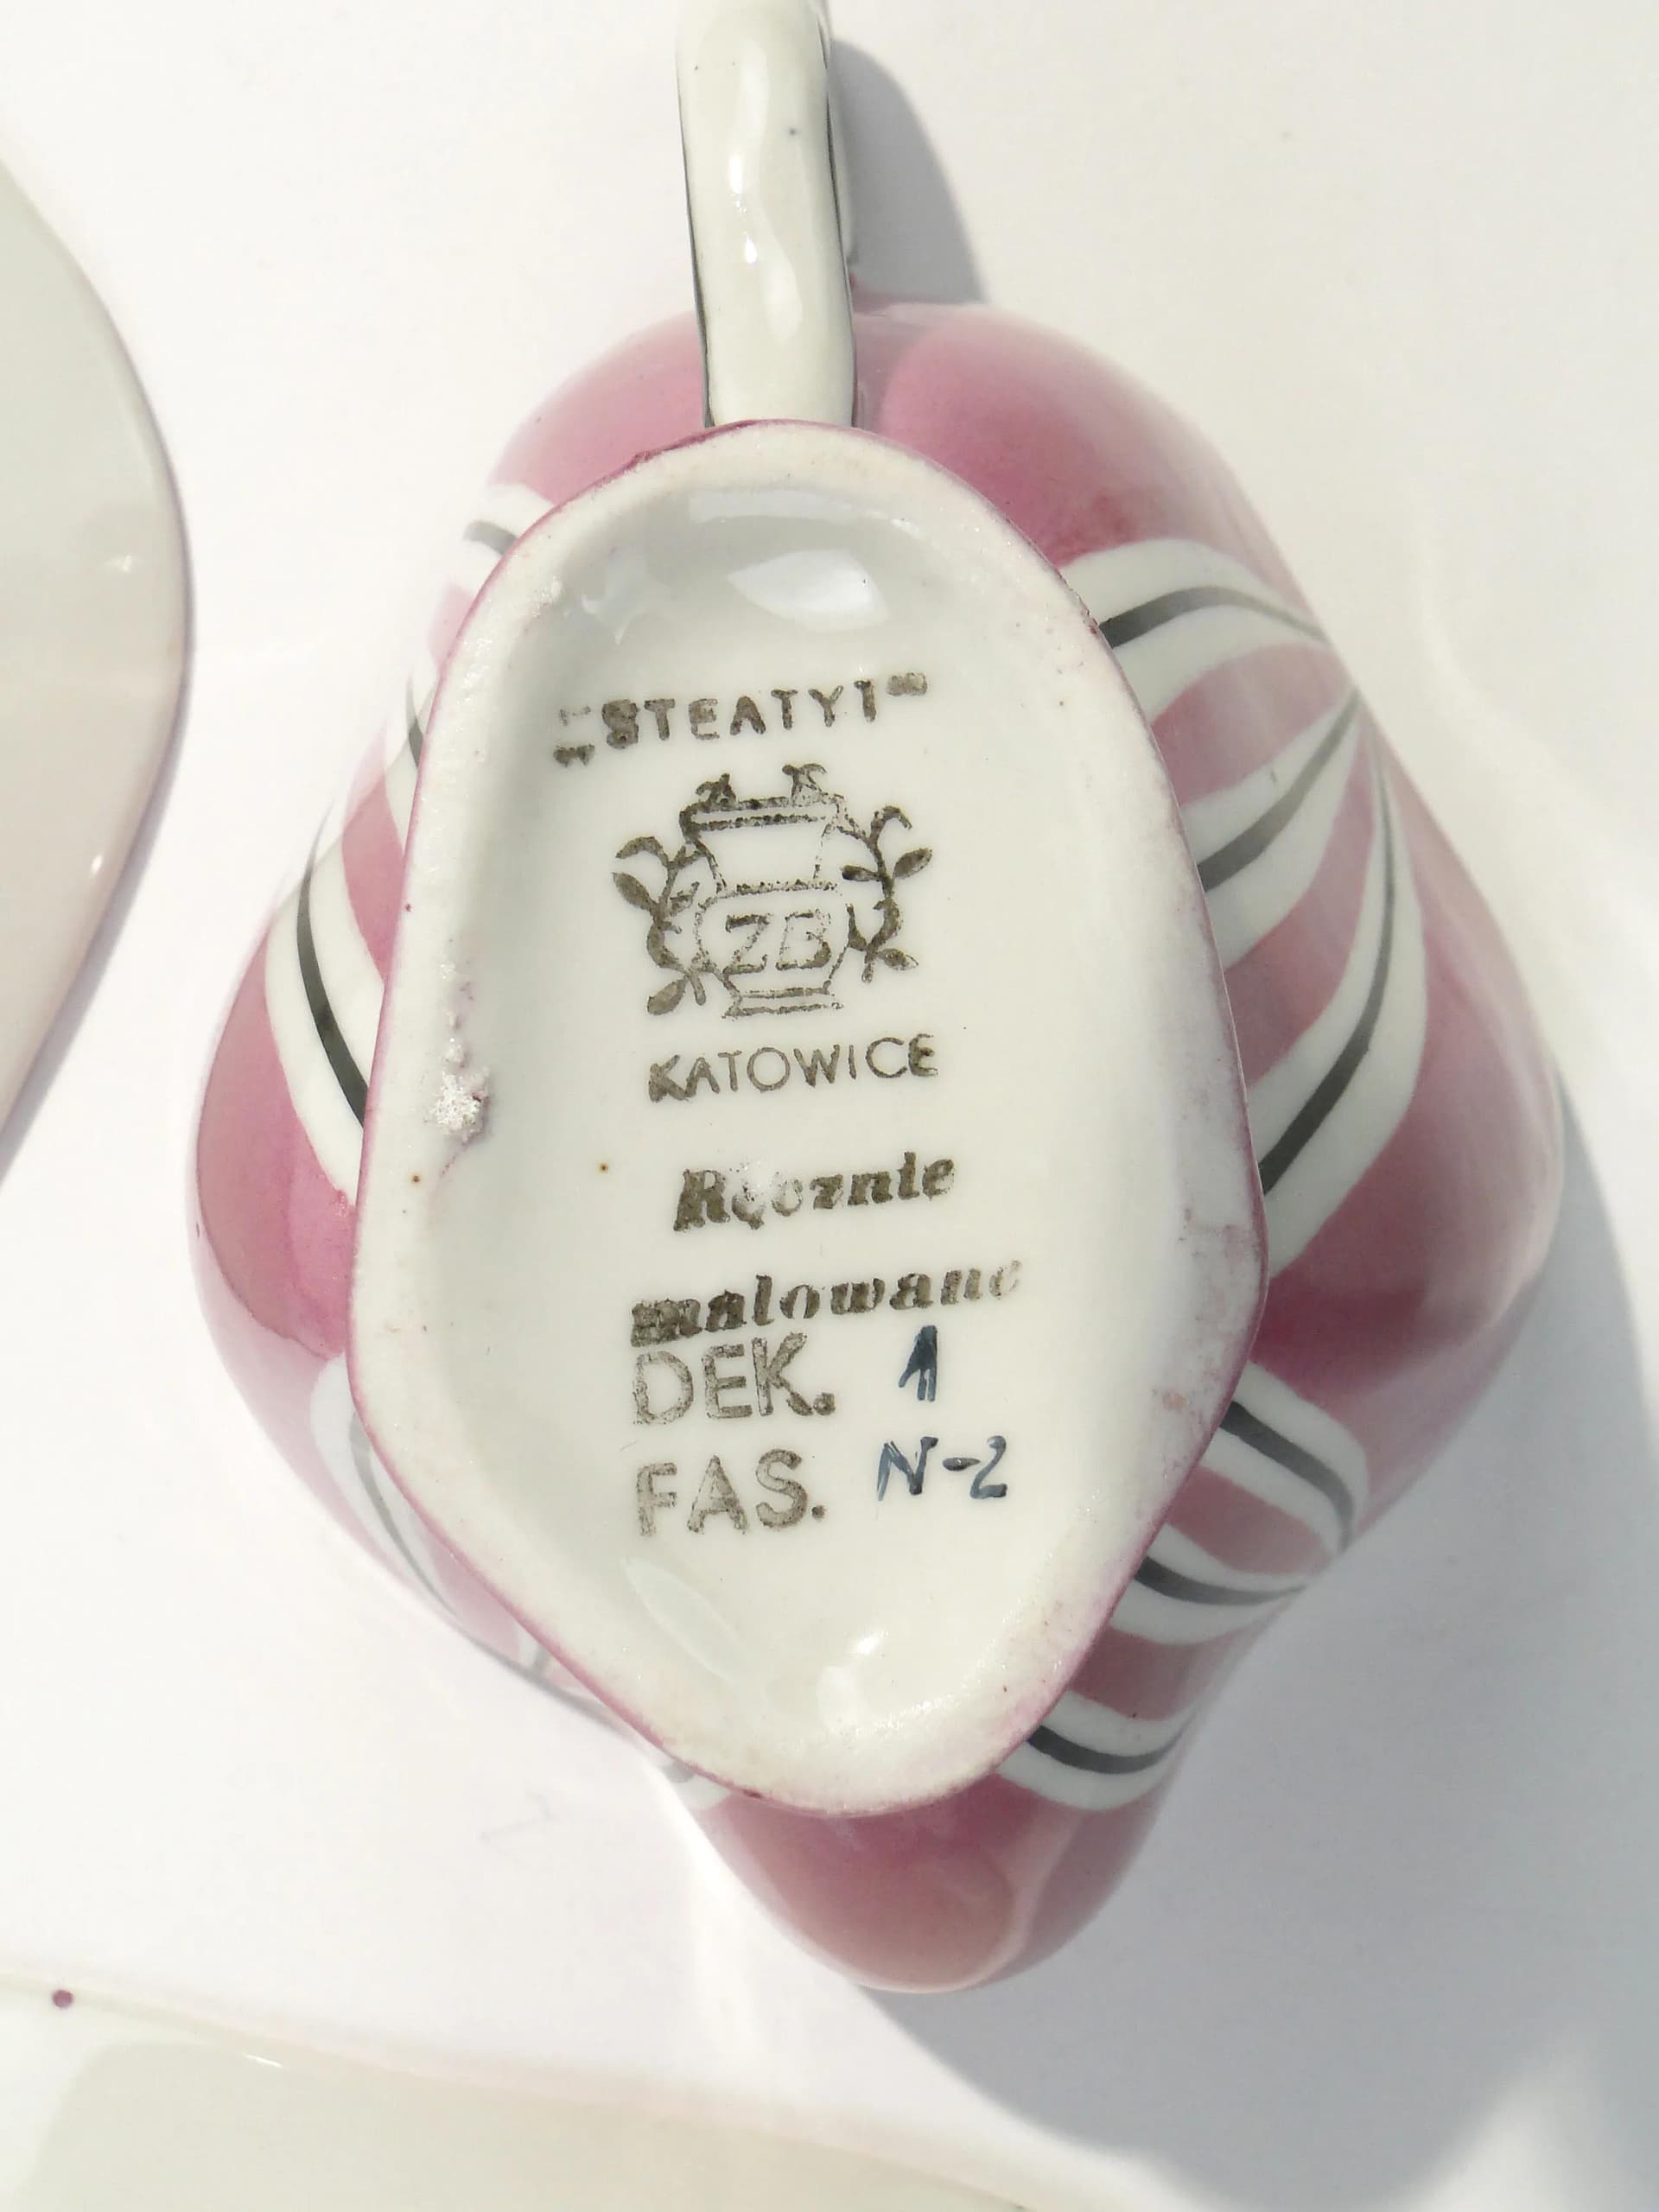 „STEATYT”
ZB
KATOWICE
Ręcznie
malowane
DEK. 1
FAS. N-2